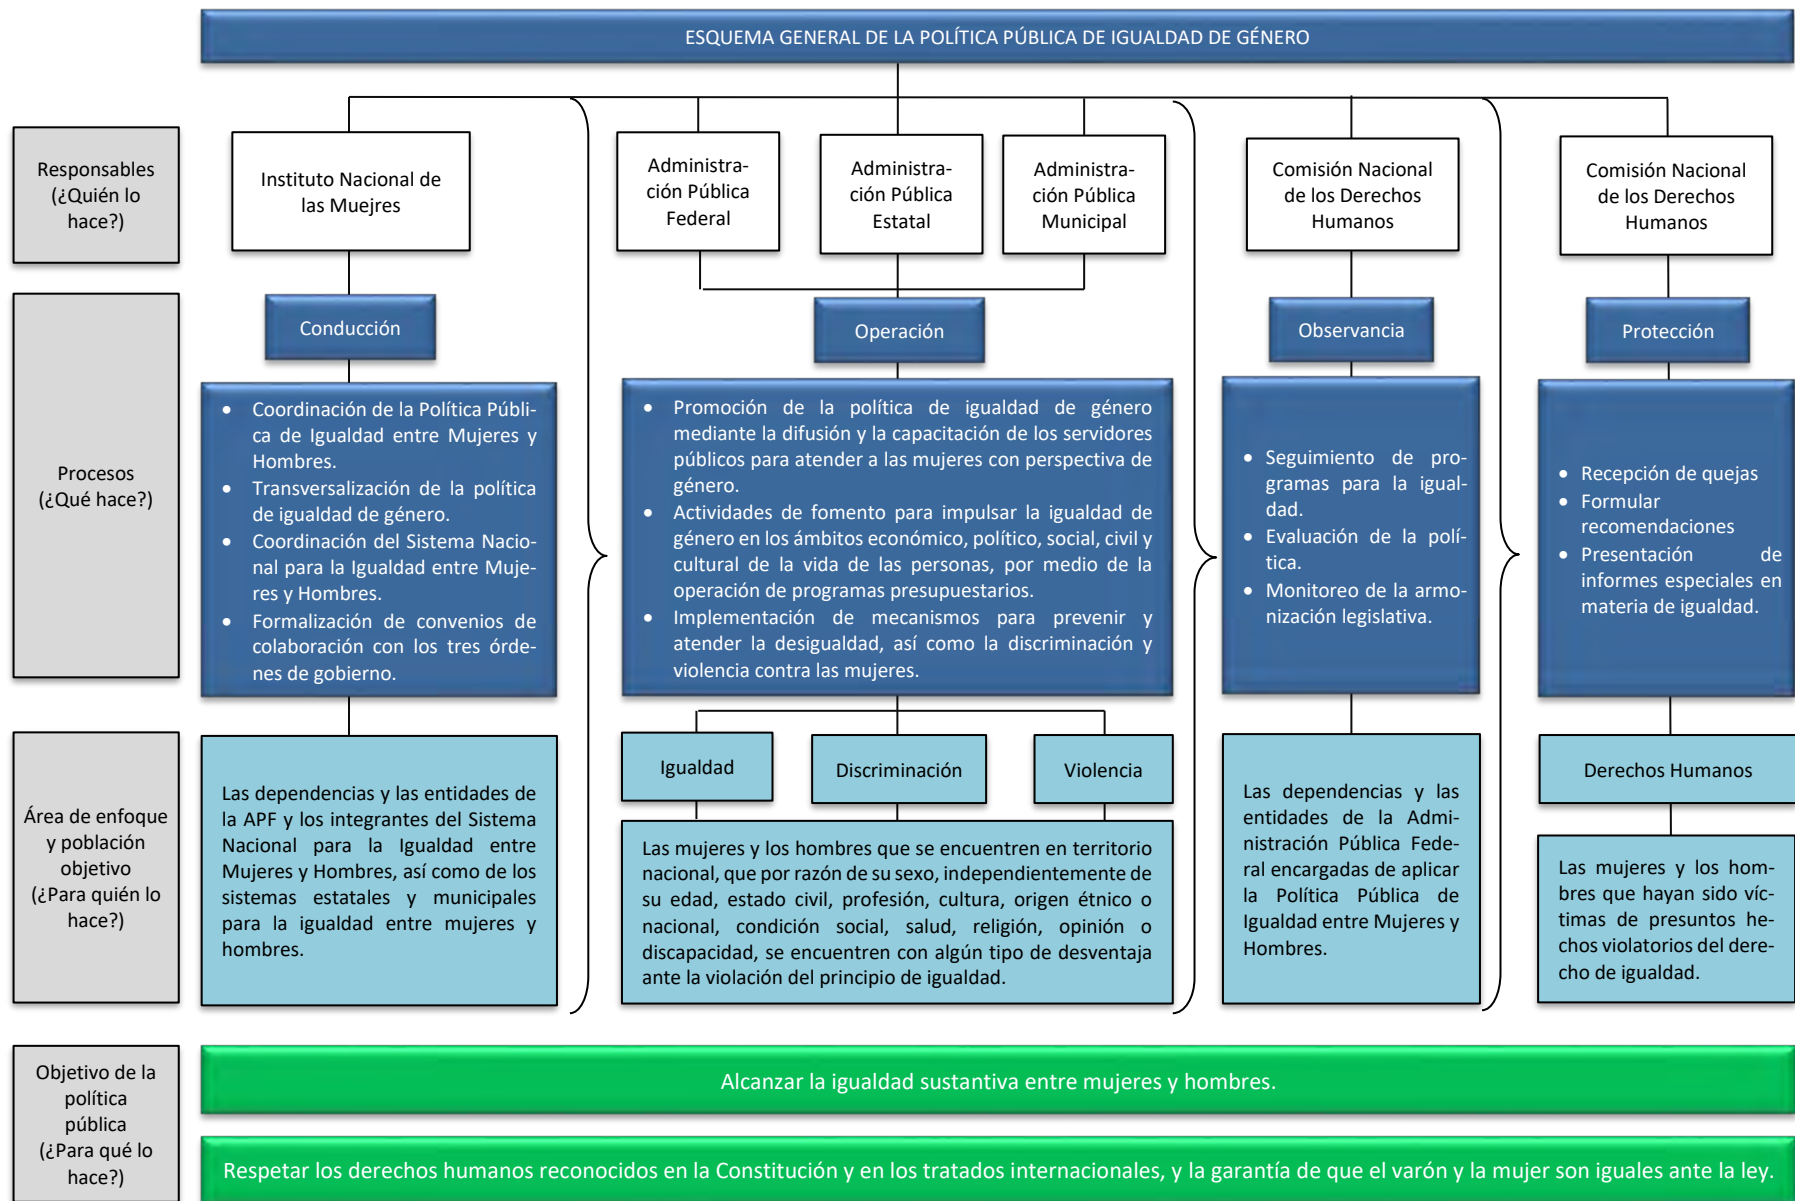 ESQUEMA GENERAL DE LA POLÍTICA PÚBLICA DE IGUALDAD DE GÉNERO
Responsables
(¿Quién lo
hace?)
Instituto Nacional de
las Muejres
Administra-
ción Pública
Federal
Administra-
ción Pública
Estatal
Administra-
ción Pública
Municipal
Comisión Nacional
de los Derechos
Humanos
Comisión Nacional
de los Derechos
Humanos
Procesos
(¿Qué hace?)
Conducción
Operación
Observancia
Protección
• Coordinación de la Política Públi-
ca de Igualdad entre Mujeres y
Hombres.
• Transversalización de la política
de igualdad de género.
• Coordinación del Sistema Nacio-
nal para la Igualdad entre Muje-
res y Hombres.
• Formalización de convenios de
colaboración con los tres órde-
nes de gobierno.
• Promoción de la política de igualdad de género
mediante la difusión y la capacitación de los servidores
públicos para atender a las mujeres con perspectiva de
género.
• Actividades de fomento para impulsar la igualdad de
género en los ámbitos económico, político, social, civil y
cultural de la vida de las personas, por medio de la
operación de programas presupuestarios.
• Implementación de mecanismos para prevenir y
atender la desigualdad, así como la discriminación y
violencia contra las mujeres.
• Seguimiento de pro-
gramas para la igual-
dad.
• Evaluación de la polí-
tica.
• Monitoreo de la armo-
nización legislativa.
• Recepción de quejas
• Formular
recomendaciones
• Presentación de
informes especiales en
materia de igualdad.
Área de enfoque
y población
objetivo
(¿Para quién lo
hace?)
Las dependencias y las entidades de
la APF y los integrantes del Sistema
Nacional para la Igualdad entre
Mujeres y Hombres, así como de los
sistemas estatales y municipales
para la igualdad entre mujeres y
hombres.
Igualdad
Discriminación
Violencia
Las mujeres y los hombres que se encuentren en territorio
nacional, que por razón de su sexo, independientemente de
su edad, estado civil, profesión, cultura, origen étnico o
nacional, condición social, salud, religión, opinión o
discapacidad, se encuentren con algún tipo de desventaja
ante la violación del principio de igualdad.
Las dependencias y las
entidades de la Admi-
nistración Pública Fede-
ral encargadas de aplicar
la Política Pública de
Igualdad entre Mujeres y
Hombres.
Derechos Humanos
Las mujeres y los hom-
bres que hayan sido víc-
timas de presuntos he-
chos violatorios del dere-
cho de igualdad.
Objetivo de la
política
pública
(¿Para qué lo
hace?)
Alcanzar la igualdad sustantiva entre mujeres y hombres.
Respetar los derechos humanos reconocidos en la Constitución y en los tratados internacionales, y la garantía de que el varón y la mujer son iguales ante la ley.